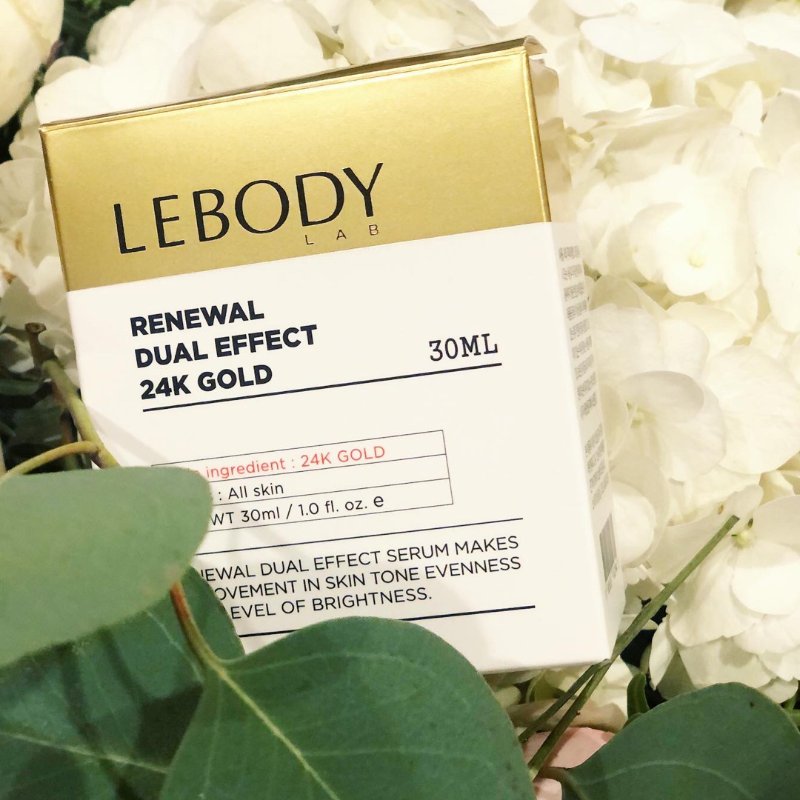 LEBODY
LAB
RENEWAL
DUAL EFFECT
24K GOLD
30ML
ingredient : 24K GOLD
: All skin
WT 30ml / 1.0 fl. oz. e
EWAL DUAL EFFECT SERUM MAKES
OVEMENT IN SKIN TONE EVENNESS
EVEL OF BRIGHTNESS.